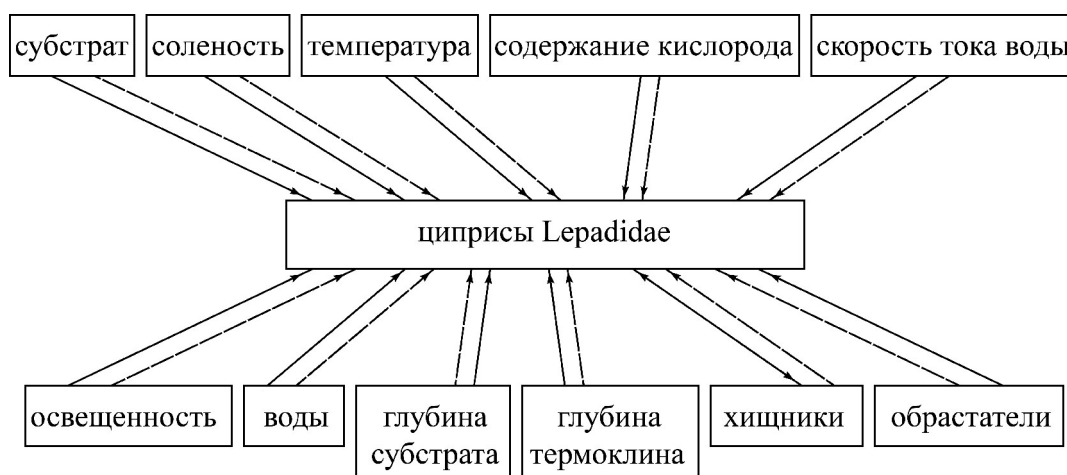 субстрат
соленость
температура
содержание кислорода
скорость тока воды
циприсы Lepadidae
освещенность
воды
глубина
субстрата
глубина
термоклина
хищники
обрастатели